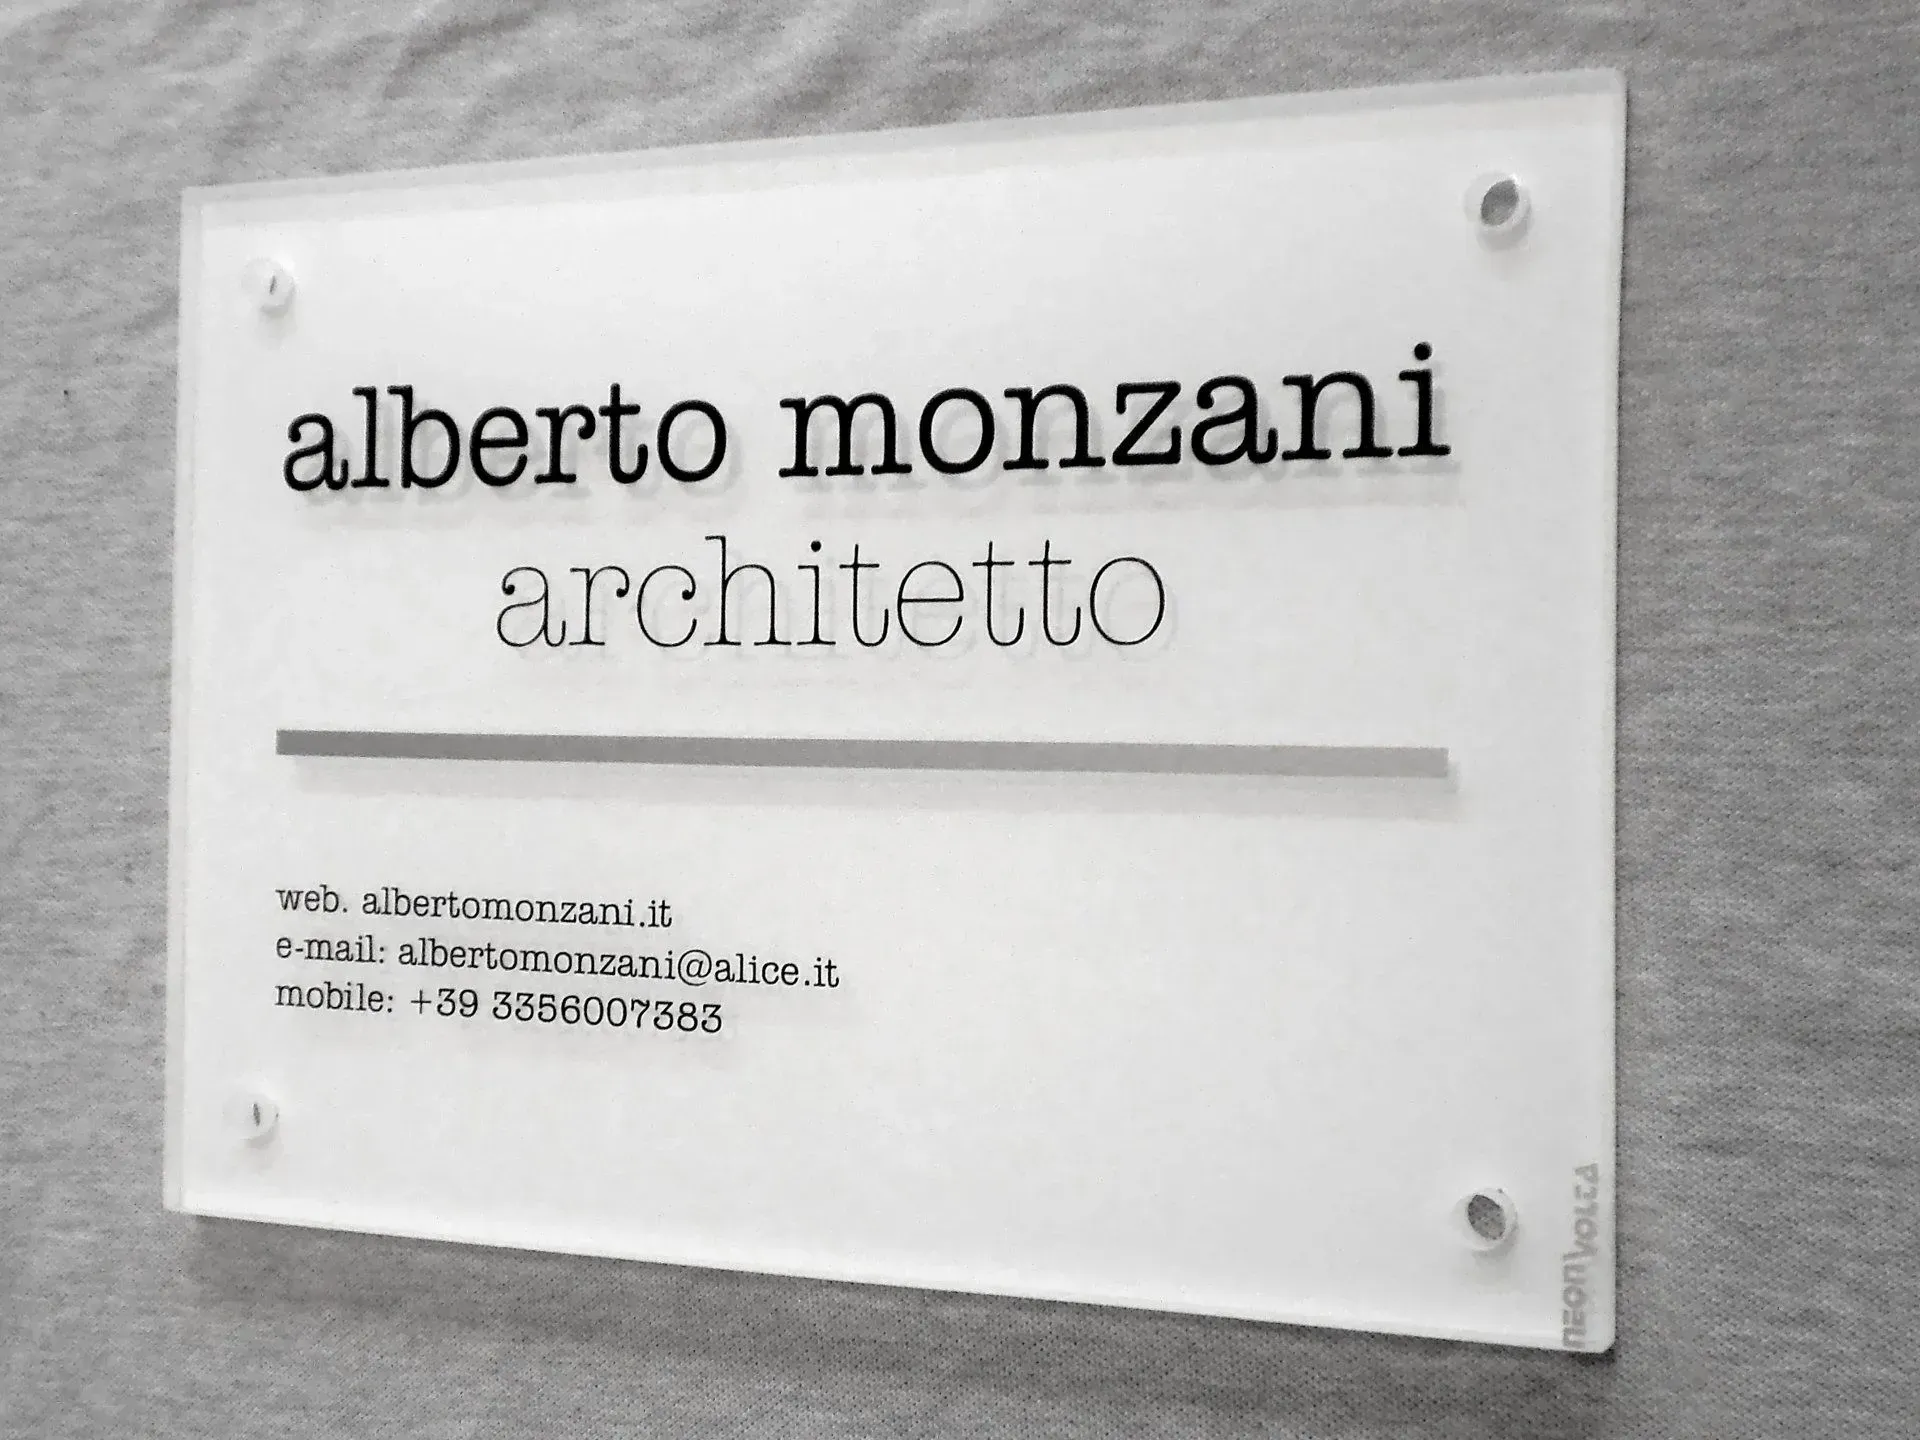 alberto monzani
architetto
web. albertomonzani.it
e-mail: albertomonzani@alice.it
mobile: +39 3356007383
NEONVOLTA